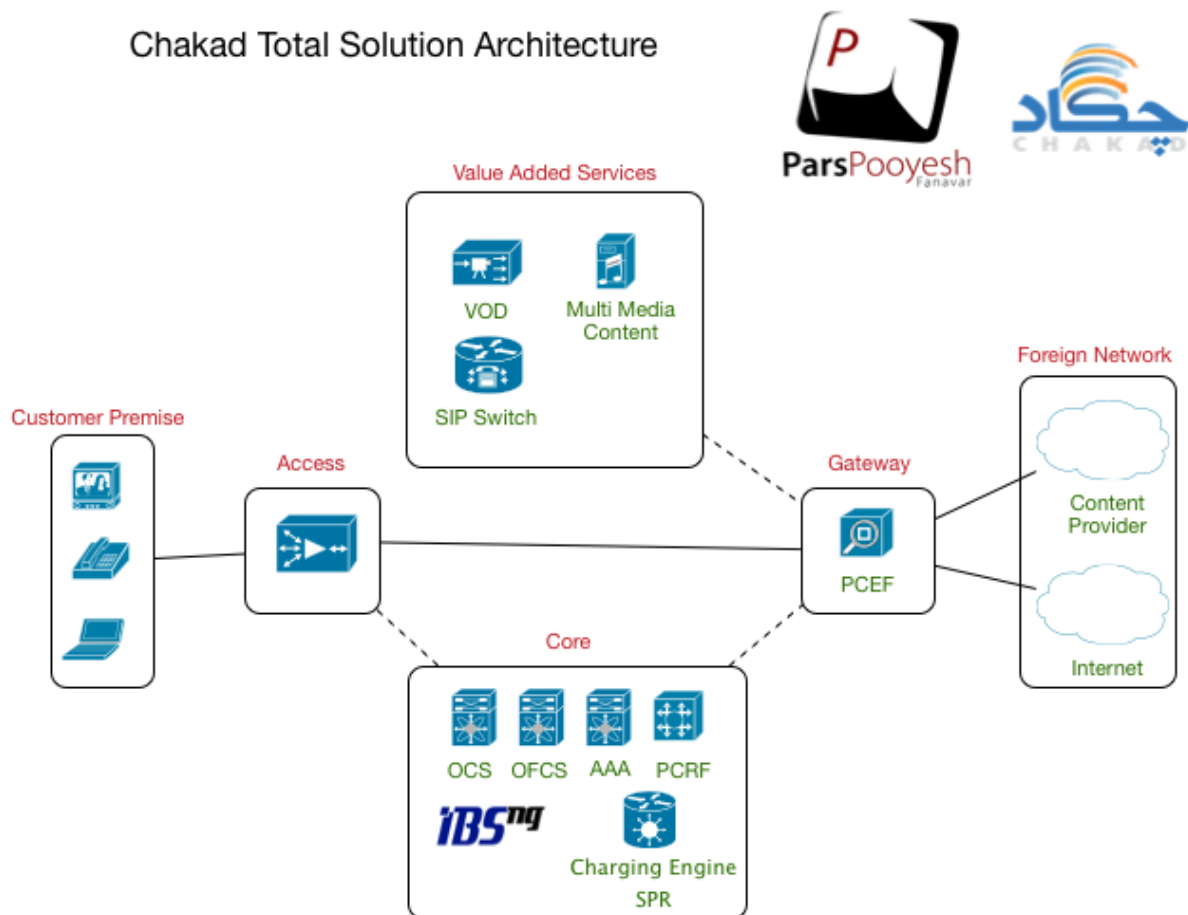 Chakad Total Solution Architecture
P
ParsPooyesh
Fanavar
چکاد
CHAKAD
Value Added Services
VOD
Multi Media
Content
SIP Switch
Foreign Network
Content
Provider
Internet
Customer Premise
Access
Gateway
PCEF
Core
OCS
OFCS
AAA
PCRF
iBSng
Charging Engine
SPR